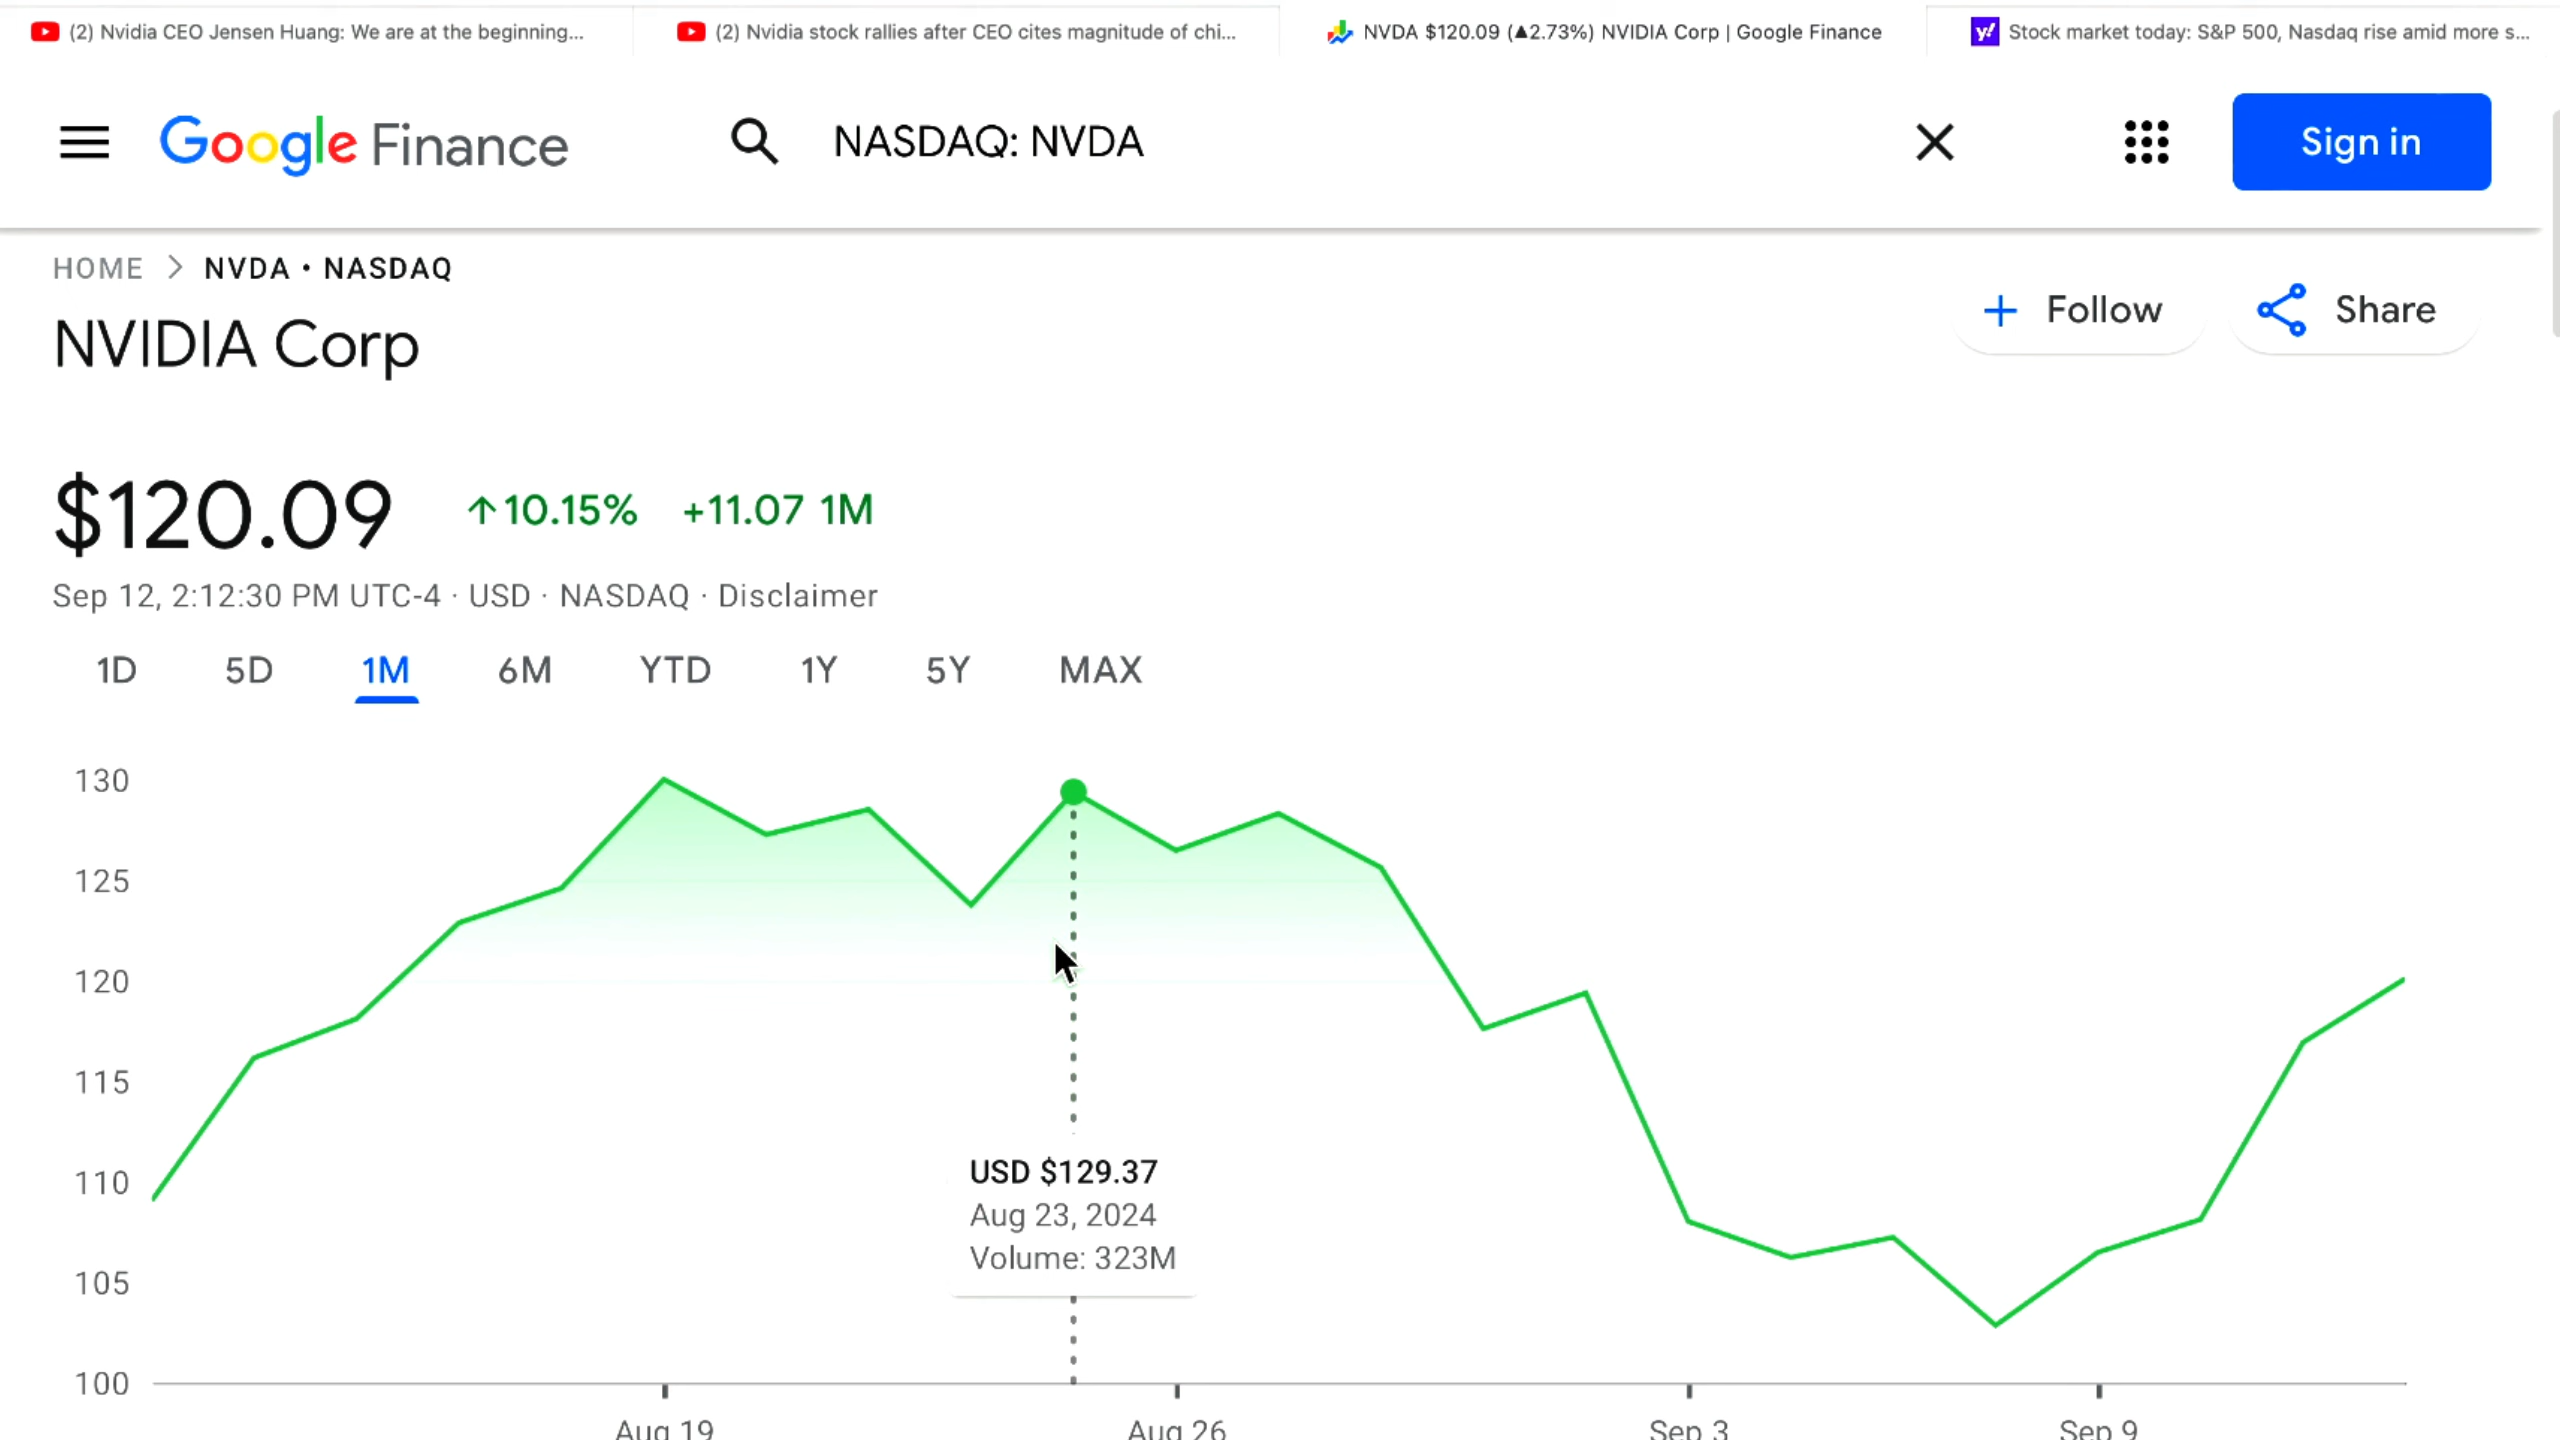 (2) Nvidia CEO Jensen Huang: We are at the beginning...
(2) Nvidia stock rallies after CEO cites magnitude of chi...
NVDA $120.09 (▲2.73%) NVIDIA Corp | Google Finance
Stock market today: S&P 500, Nasdaq rise amid more s...
Google Finance
NASDAQ: NVDA
Sign in
HOME > NVDA • NASDAQ
Follow
Share
NVIDIA Corp
$120.09 ↑10.15% +11.07 1M
Sep 12, 2:12:30 PM UTC-4 · USD · NASDAQ · Disclaimer
1D 5D 1M 6M YTD 1Y 5Y MAX
130
125
120
115
110
105
100
USD $129.37
Aug 23, 2024
Volume: 323M
Aug 19
Aug 26
Sep 3
Sep 9